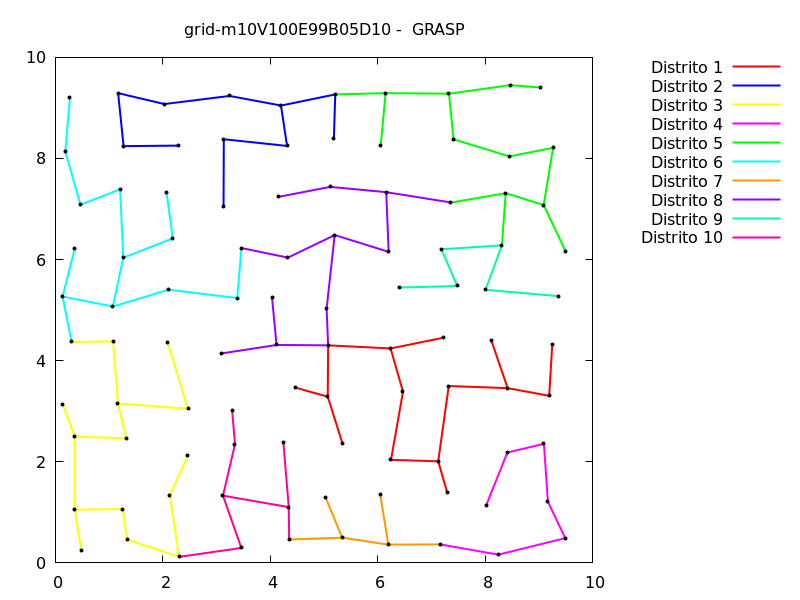 grid-m10V100E99B05D10 -  GRASP
10
8
6
4
2
0
0 2 4 6 8 10
Distrito 1
Distrito 2
Distrito 3
Distrito 4
Distrito 5
Distrito 6
Distrito 7
Distrito 8
Distrito 9
Distrito 10